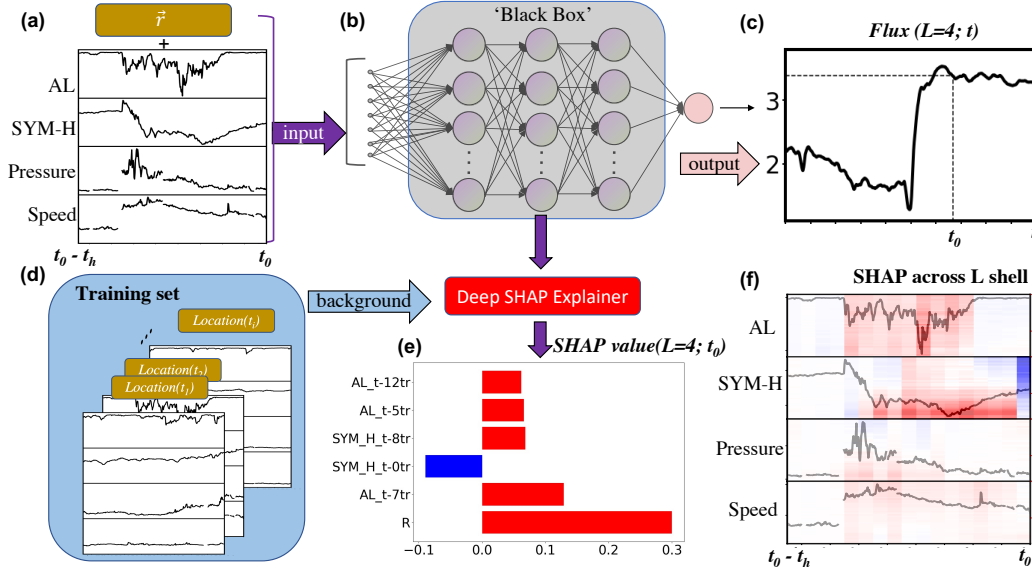 (a)
r
+
AL
SYM-H
Pressure
Speed
t0 - th
t0
input
(b)
‘Black Box’
output
(c)
Flux (L=4; t)
3
2
t0
(d)
Training set
Location(ti)
Location(t2)
Location(t1)
background
Deep SHAP Explainer
(e)
SHAP value(L=4; t0)
AL_t-12tr
AL_t-5tr
SYM_H_t-8tr
SYM_H_t-0tr
AL_t-7tr
R
−0.1
0.0
0.1
0.2
0.3
(f)
SHAP across L shell
AL
SYM-H
Pressure
Speed
t0 - th
t0